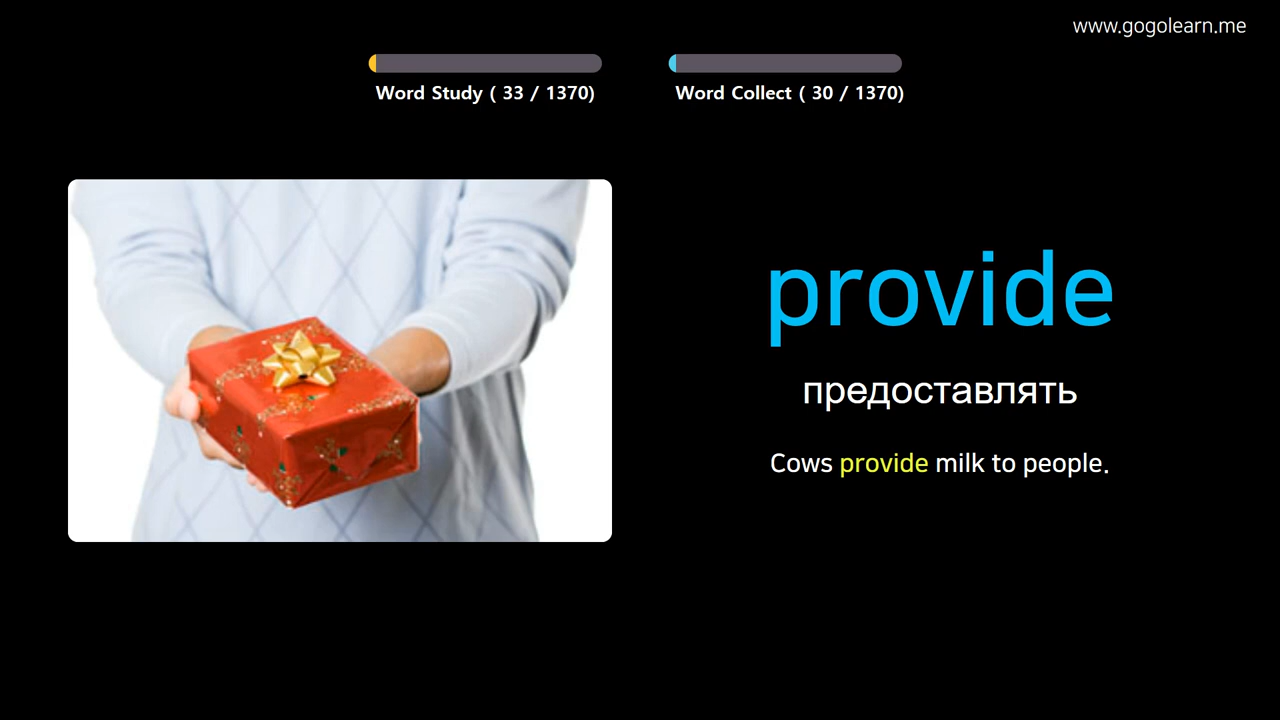 www.gogolearn.me
Word Study ( 33 / 1370)
Word Collect ( 30 / 1370)
provide
предоставлять
Cows provide milk to people.